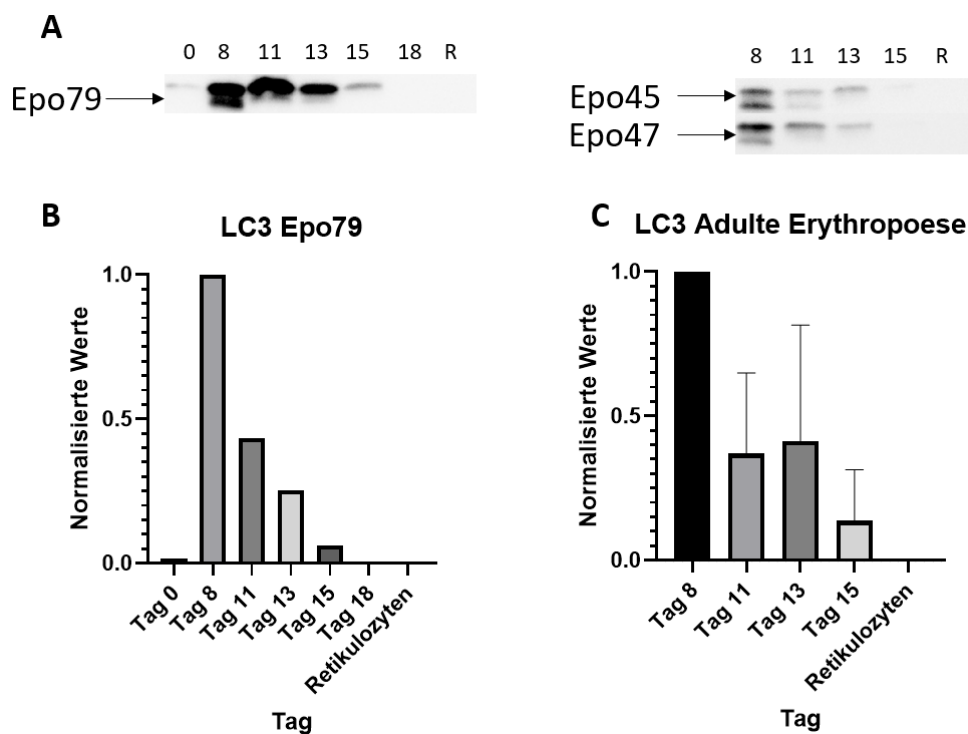 A
0 8 11 13 15 18 R
Epo79
8 11 13 15 R
Epo45
Epo47
B
LC3 Epo79
Normalisierte Werte
1.0
0.5
0.0
Tag 0
Tag 8
Tag 11
Tag 13
Tag 15
Tag 18
Retikulozyten
Tag
C
LC3 Adulte Erythropoese
Normalisierte Werte
1.0
0.5
0.0
Tag 8
Tag 11
Tag 13
Tag 15
Retikulozyten
Tag